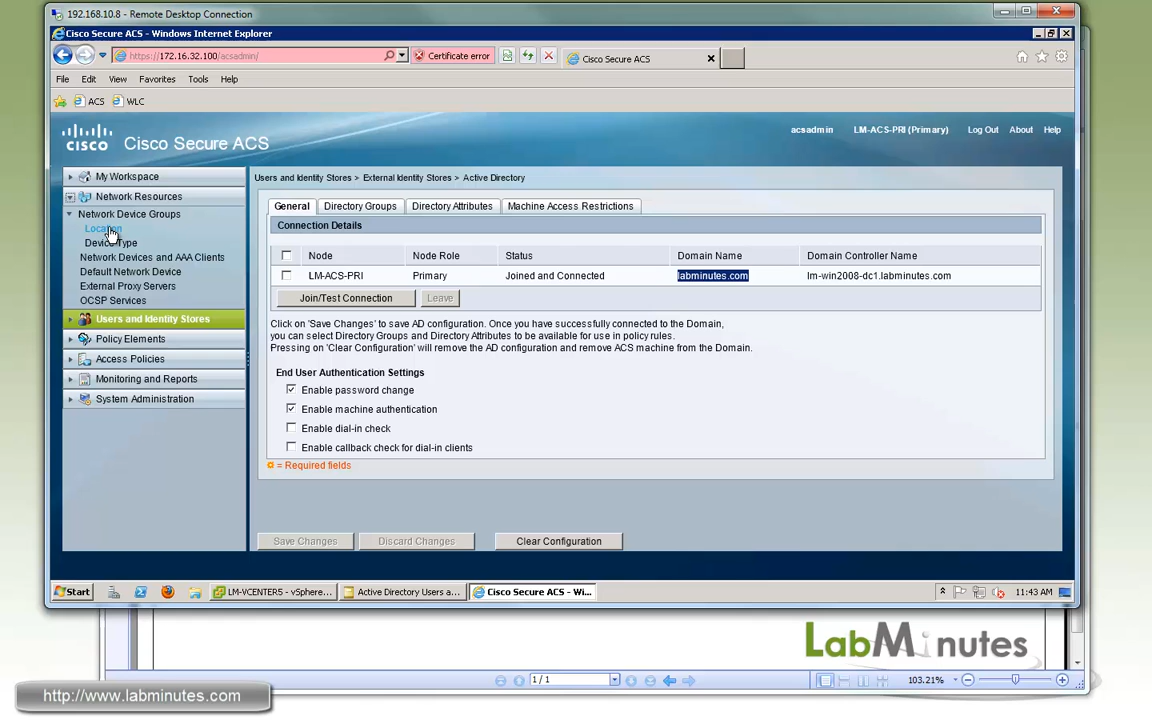 192.168.10.8 - Remote Desktop Connection
Cisco Secure ACS - Windows Internet Explorer
https://172.16.32.100/acsadmin/
Certificate error
Cisco Secure ACS
File Edit View Favorites Tools Help
ACS WLC
CISCO Cisco Secure ACS
acsadmin LM-ACS-PRI (Primary) Log Out About Help
My Workspace
Network Resources
Network Device Groups
Location
Device Type
Network Devices and AAA Clients
Default Network Device
External Proxy Servers
OCSP Services
Users and Identity Stores
Policy Elements
Access Policies
Monitoring and Reports
System Administration
Users and Identity Stores > External Identity Stores > Active Directory
General Directory Groups Directory Attributes Machine Access Restrictions
Connection Details
Node Node Role Status Domain Name Domain Controller Name
LM-ACS-PRI Primary Joined and Connected labminutes.com lm-win2008-dc1.labminutes.com
Join/Test Connection Leave
Click on 'Save Changes' to save AD configuration. Once you have successfully connected to the Domain,
you can select Directory Groups and Directory Attributes to be available for use in policy rules.
Pressing on 'Clear Configuration' will remove the AD configuration and remove ACS machine from the Domain.
End User Authentication Settings
Enable password change
Enable machine authentication
Enable dial-in check
Enable callback check for dial-in clients
= Required fields
Save Changes Discard Changes Clear Configuration
Start LM-VCENTER5 - vSphere... Active Directory Users a... Cisco Secure ACS - Wi... 11:43 AM
LabMinutes
1 / 1 103.21%
http://www.labminutes.com